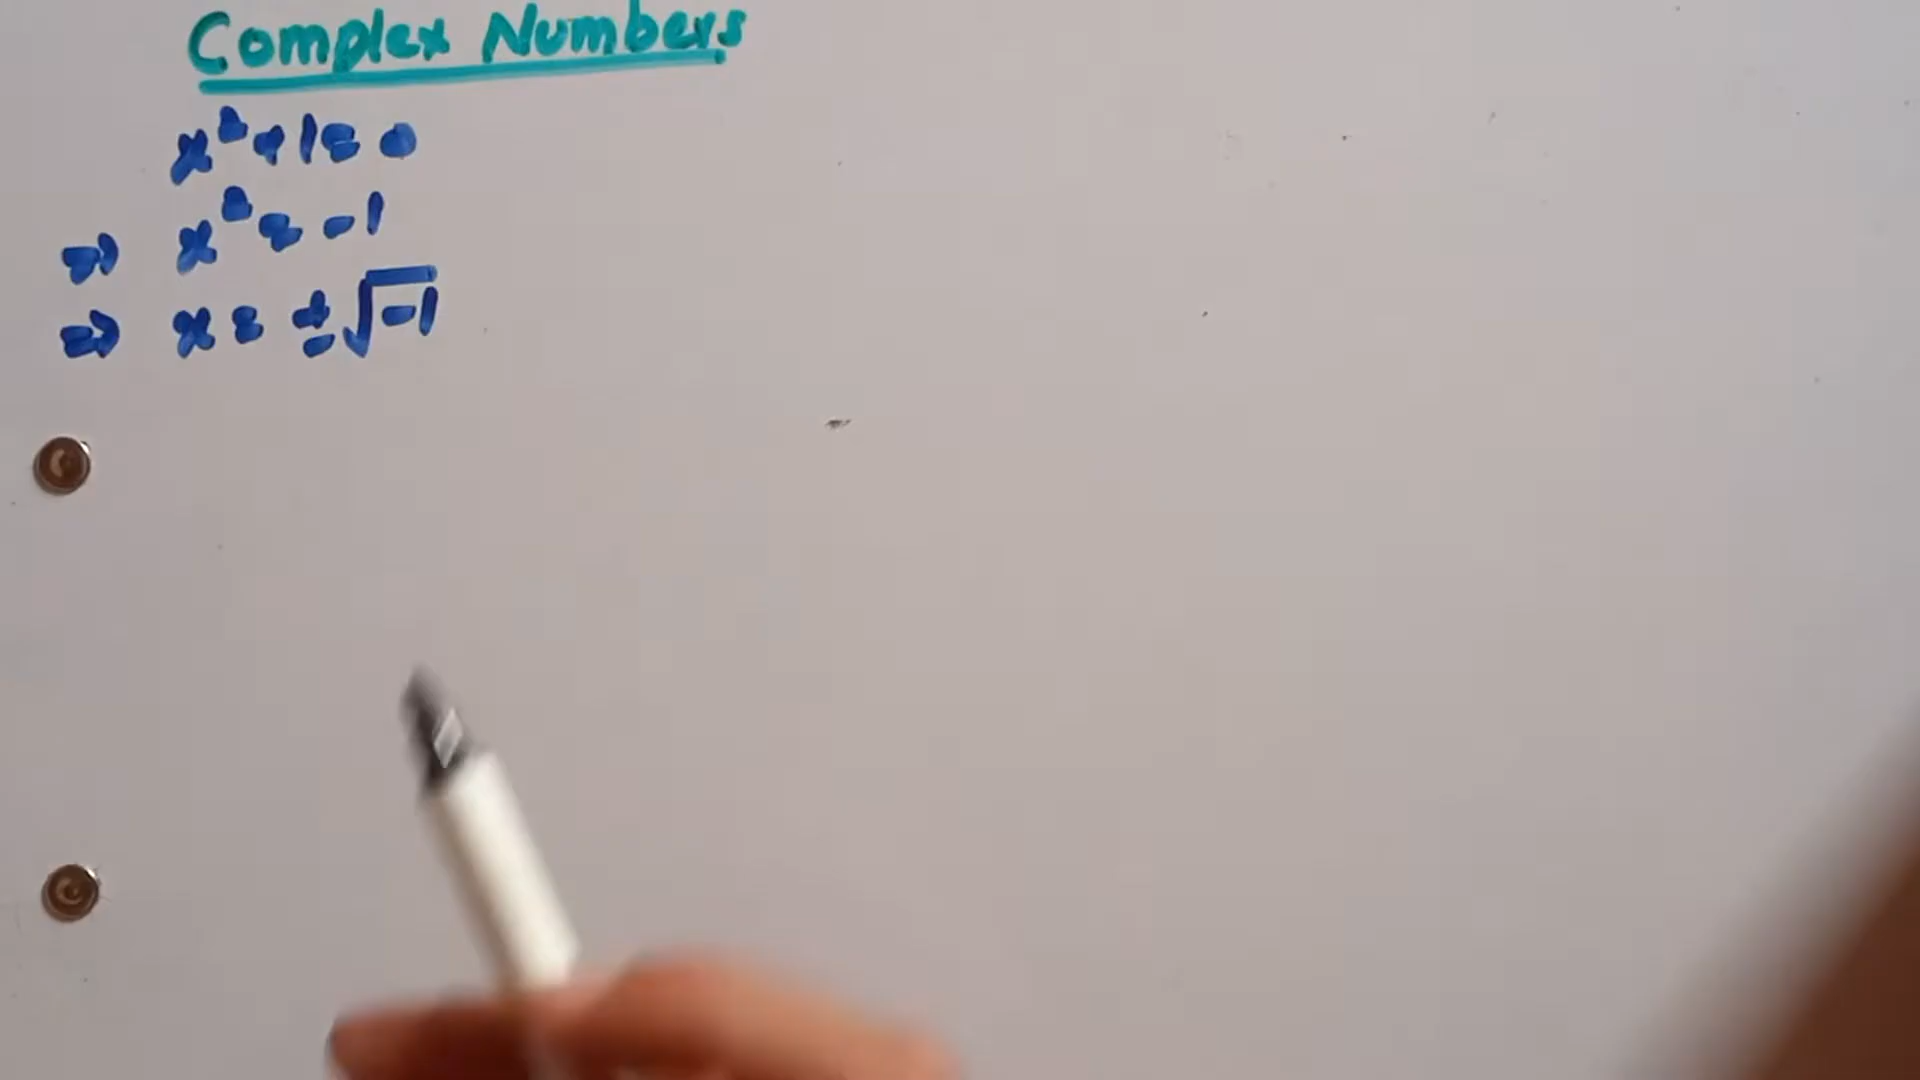 Complex Numbers
x² + 1 = 0
⇒ x² = -1
⇒ x = ±√-1